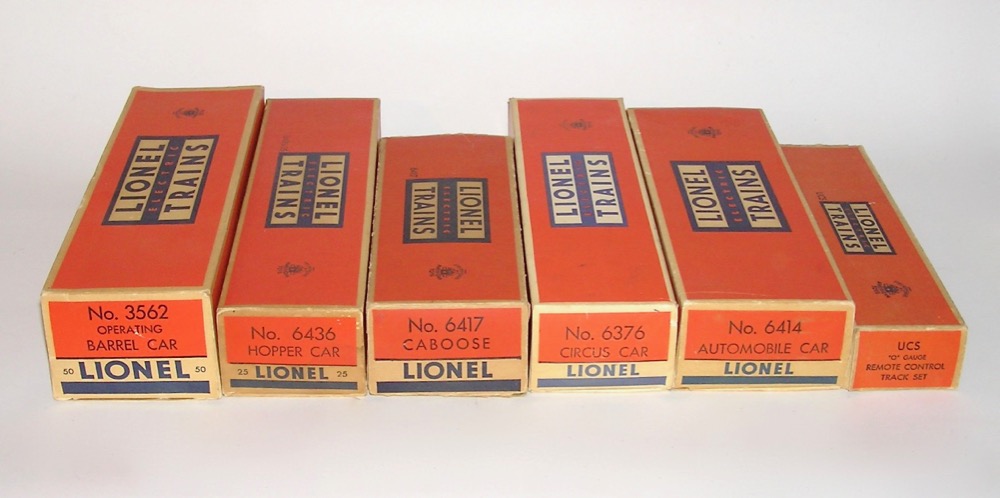 LIONEL
ELECTRIC
TRAINS
No. 3562
OPERATING
BARREL CAR
50 LIONEL 50
LIONEL
ELECTRIC
TRAINS
No. 6436
HOPPER CAR
25 LIONEL 25
LIONEL
ELECTRIC
TRAINS
No. 6417
CABOOSE
LIONEL
LIONEL
ELECTRIC
TRAINS
No. 6376
CIRCUS CAR
LIONEL
LIONEL
ELECTRIC
TRAINS
No. 6414
AUTOMOBILE CAR
LIONEL
LIONEL
ELECTRIC
TRAINS
UCS
"O" GAUGE
REMOTE CONTROL
TRACK SET